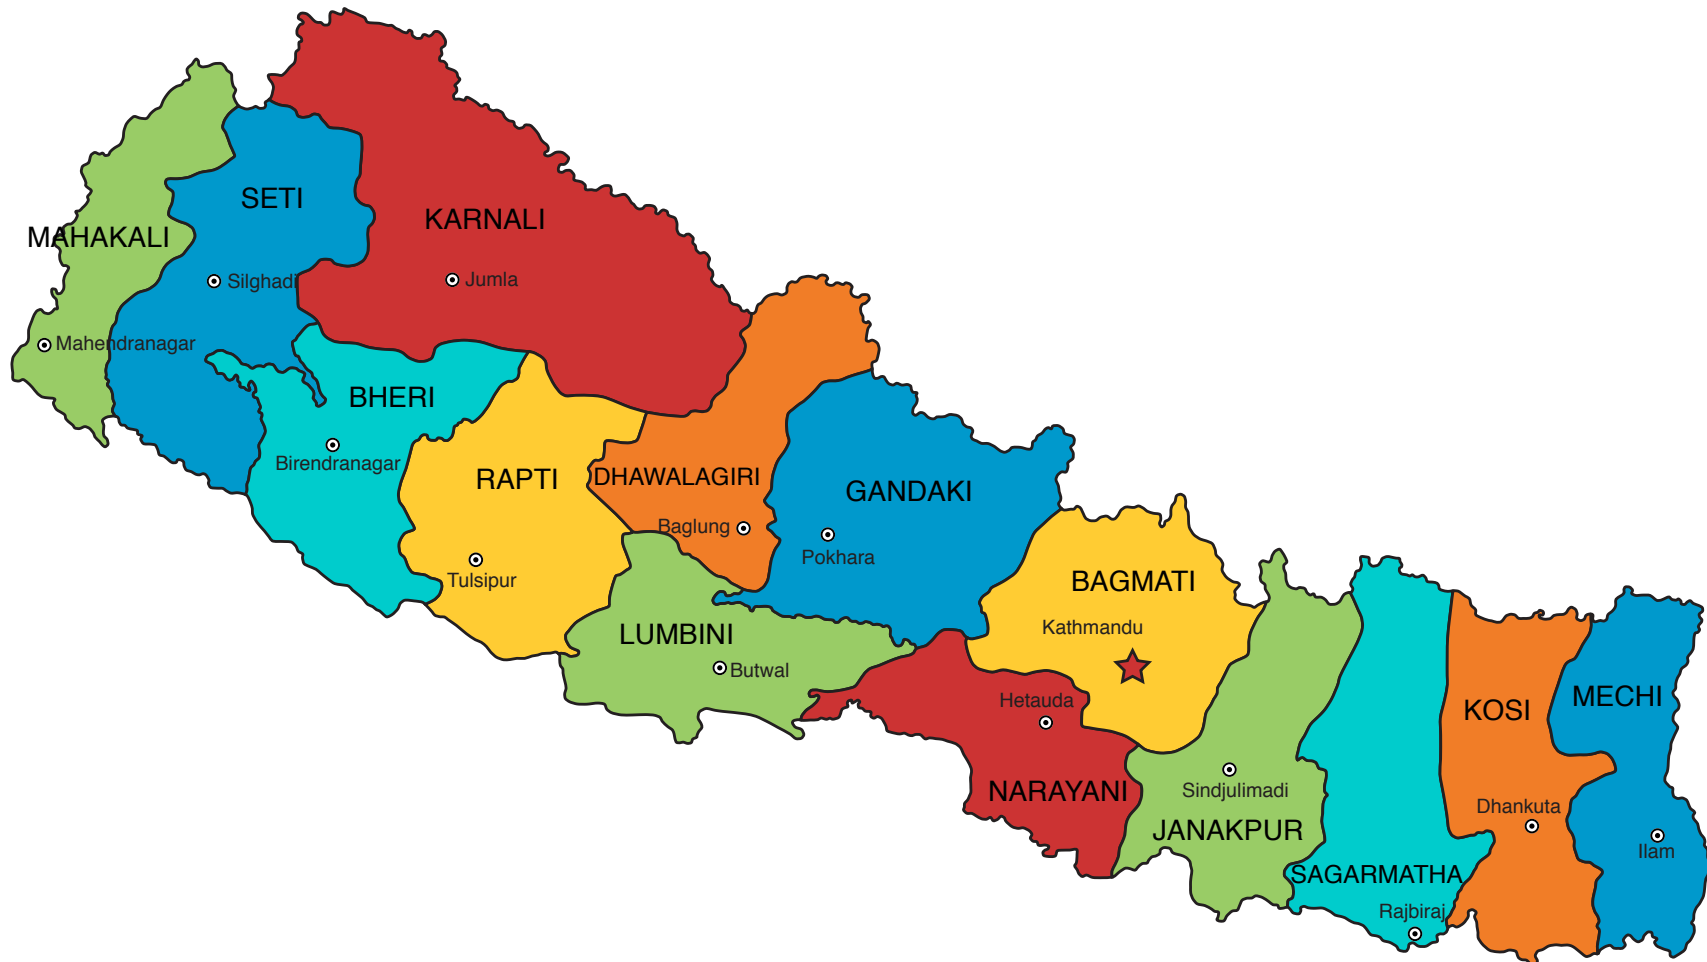 SETI
KARNALI
MAHAKALI
Silghadi
Jumla
Mahendranagar
BHERI
Birendranagar
RAPTI
DHAWALAGIRI
GANDAKI
Baglung
Pokhara
Tulsipur
BAGMATI
Kathmandu
LUMBINI
Butwal
Hetauda
MECHI
KOSI
NARAYANI
Sindjulimadi
JANAKPUR
Dhankuta
Ilam
SAGARMATHA
Rajbiraj